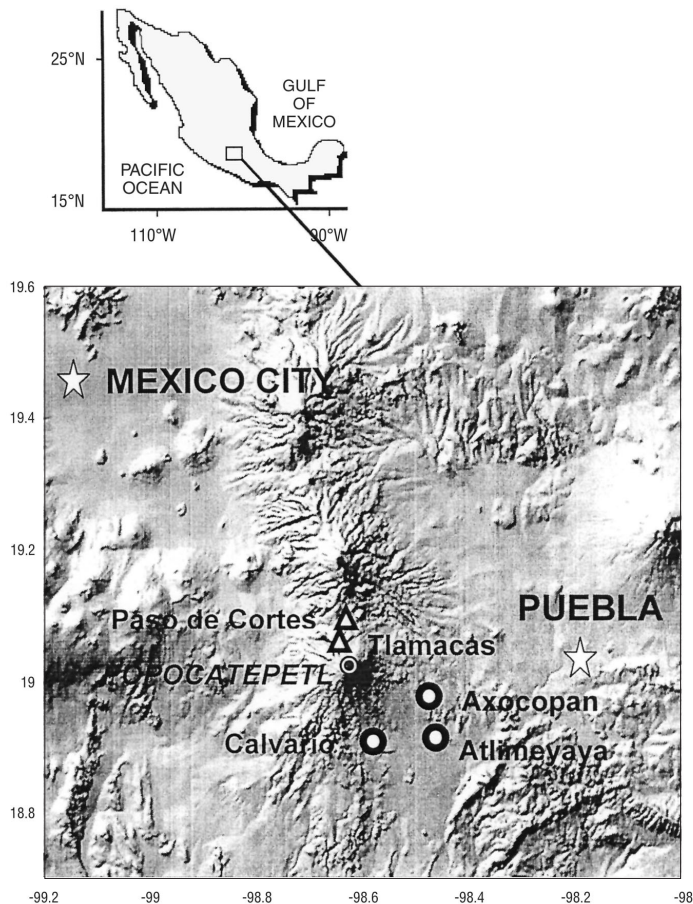 25°N
GULF
OF
MEXICO
PACIFIC
OCEAN
15°N
110°W
90°W
19.6
MEXICO CITY
19.4
19.2
PUEBLA
Paso de Cortes
Tlamacas
POPOCATEPETL
19
Axocopan
Calvario
Atlimeyaya
18.8
-99.2
-99
-98.8
-98.6
-98.4
-98.2
-98